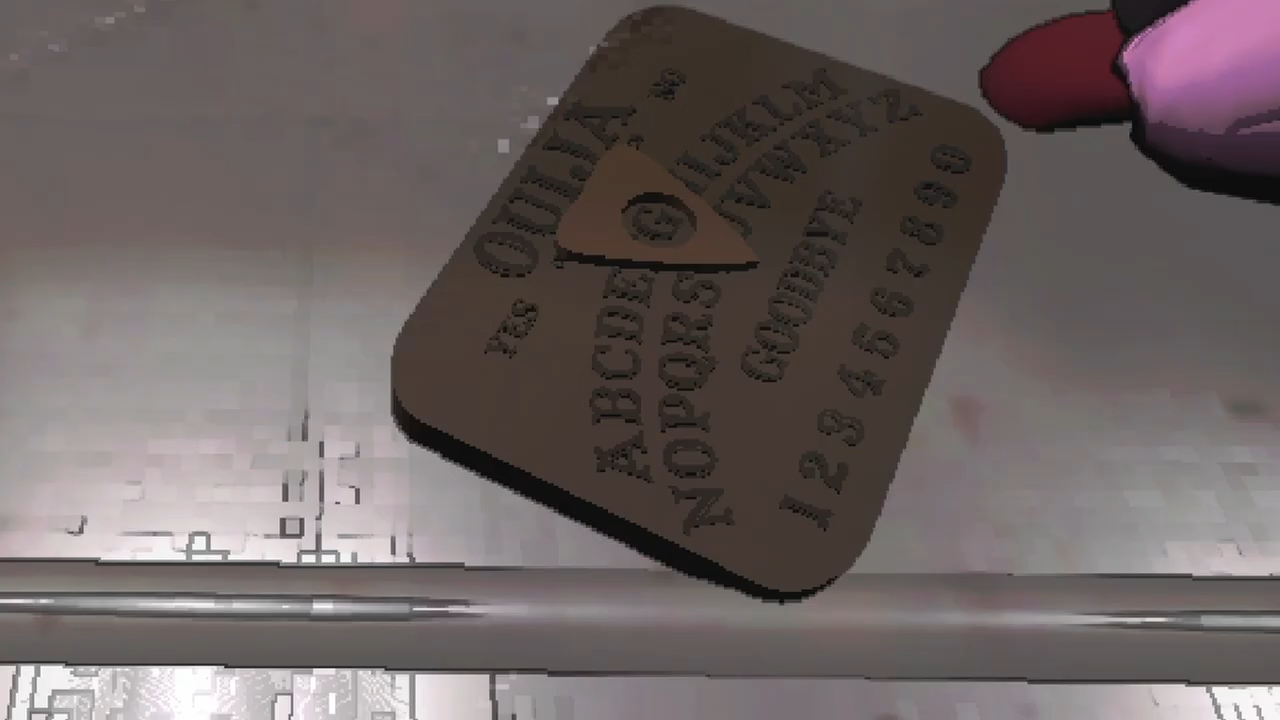 OUIJA
YES NO
ABCDE G HIJKLM
NOPQRS UVWXYZ
GOODBYE
1234567890